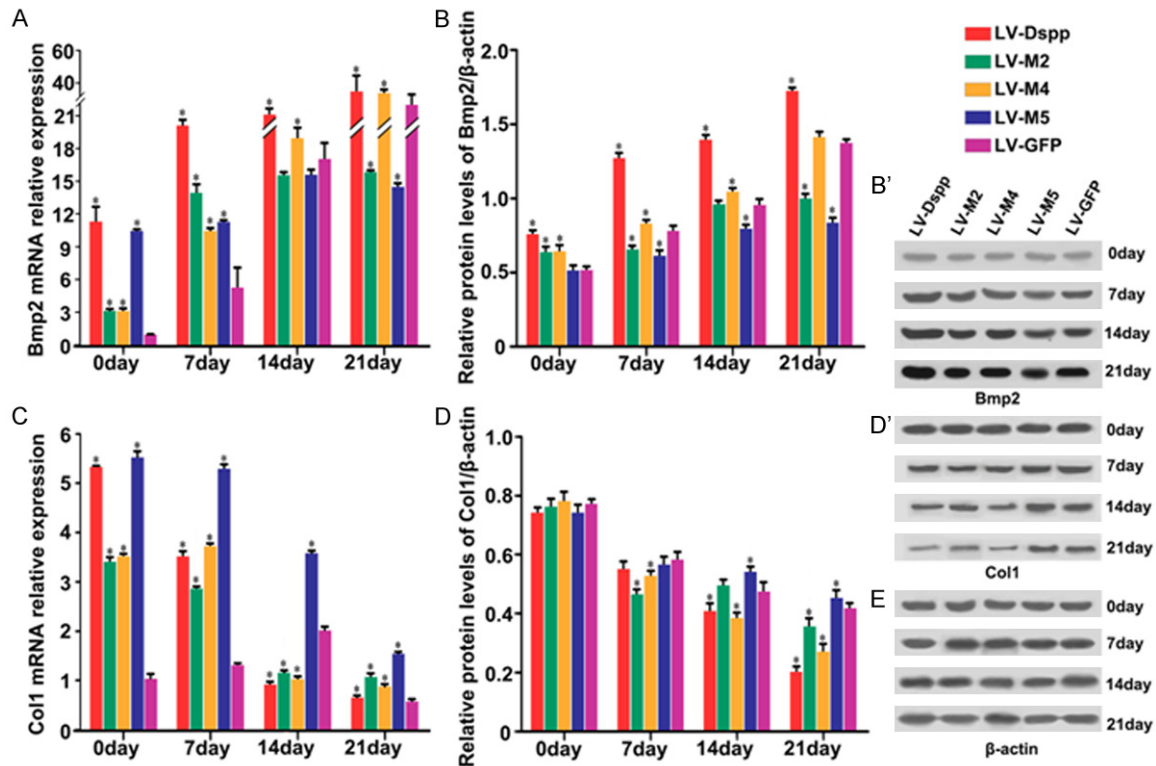 A
Bmp2 mRNA relative expression
60
40
21
18
15
12
9
6
3
0
0day 7day 14day 21day
B
Relative protein levels of Bmp2/β-actin
2.0
1.5
1.0
0.5
0
0day 7day 14day 21day
LV-Dspp
LV-M2
LV-M4
LV-M5
LV-GFP
B'
LV-Dspp LV-M2 LV-M4 LV-M5 LV-GFP
0day
7day
14day
21day
Bmp2
C
Col1 mRNA relative expression
6
5
4
3
2
1
0
0day 7day 14day 21day
D
Relative protein levels of Col1/β-actin
1.0
0.8
0.6
0.4
0.2
0
0day 7day 14day 21day
D'
0day
7day
14day
21day
Col1
E
0day
7day
14day
21day
β-actin